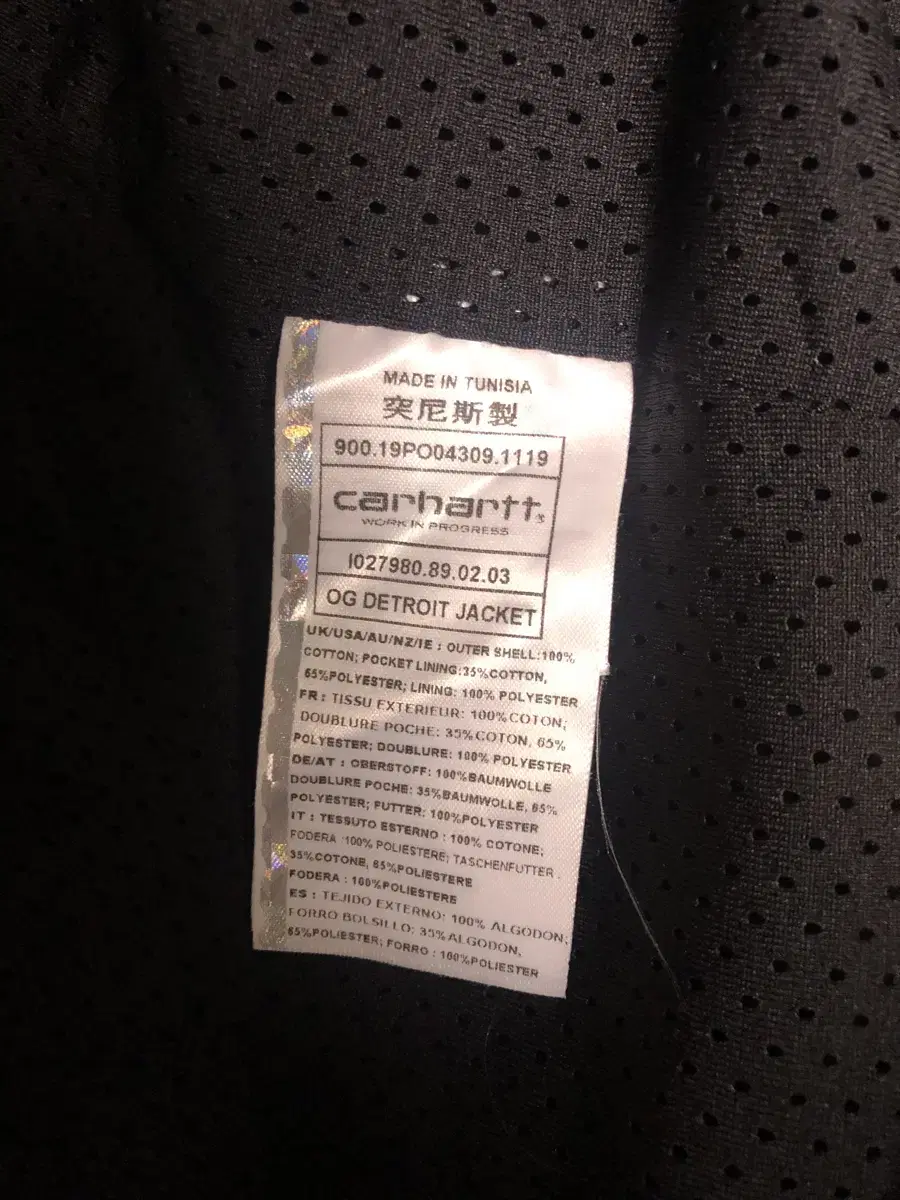 MADE IN TUNISIA
突尼斯製
900.19PO04309.1119
carhartt
WORK IN PROGRESS
I027980.89.02.03
OG DETROIT JACKET
UK/USA/AU/NZ/IE : OUTER SHELL:100%
COTTON; POCKET LINING:35%COTTON,
65%POLYESTER; LINING: 100% POLYESTER
FR : TISSU EXTERIEUR: 100%COTON;
DOUBLURE POCHE: 35%COTON, 65%
POLYESTER; DOUBLURE: 100% POLYESTER
DE/AT : OBERSTOFF: 100%BAUMWOLLE
DOUBLURE POCHE: 35%BAUMWOLLE, 65%
POLYESTER; FUTTER: 100%POLYESTER
IT : TESSUTO ESTERNO : 100% COTONE;
FODERA :100% POLIESTERE; TASCHENFUTTER :
35%COTONE, 65%POLIESTERE
FODERA : 100%POLIESTERE
ES : TEJIDO EXTERNO: 100% ALGODON;
FORRO BOLSILLO: 35%ALGODON,
65%POLIESTER; FORRO : 100%POLIESTER